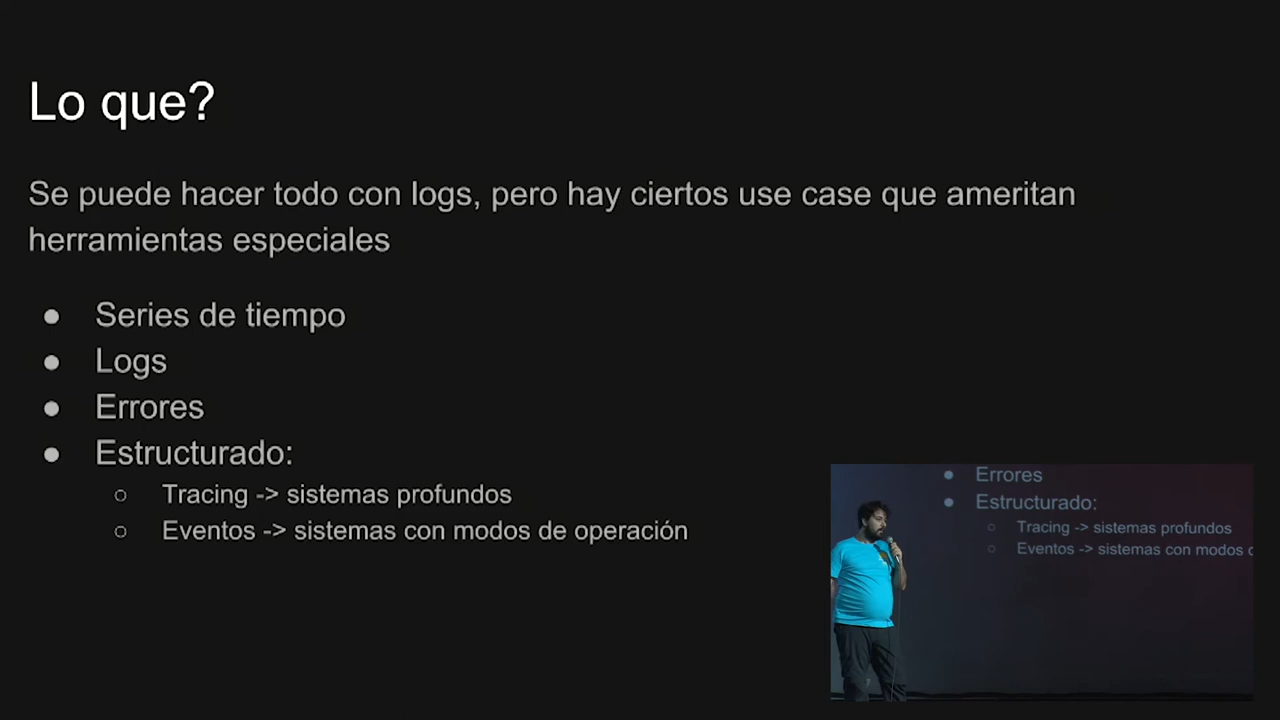 Lo que?
Se puede hacer todo con logs, pero hay ciertos use case que ameritan
herramientas especiales
● Series de tiempo
● Logs
● Errores
● Estructurado:
○ Tracing -> sistemas profundos
○ Eventos -> sistemas con modos de operación
● Errores
● Estructurado:
○ Tracing -> sistemas profundos
○ Eventos -> sistemas con modos